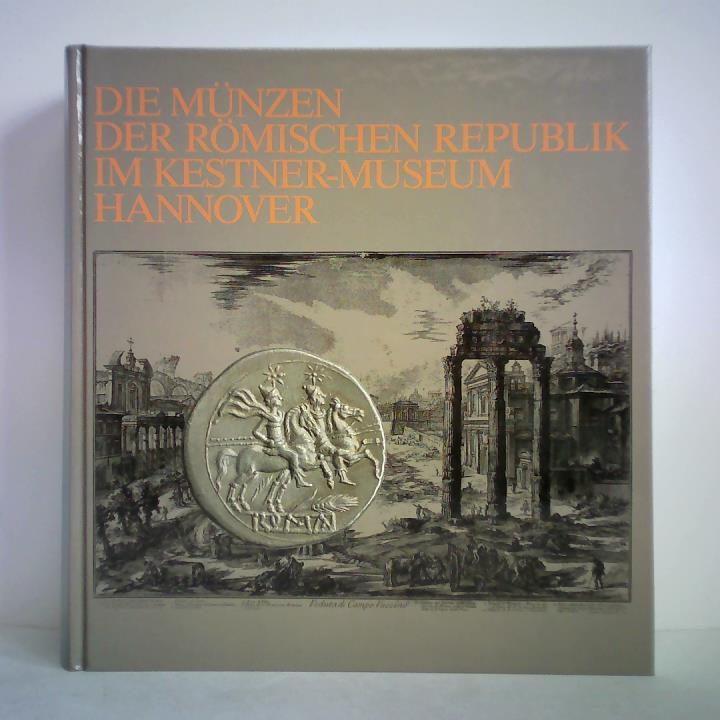 DIE MÜNZEN
DER RÖMISCHEN REPUBLIK
IM KESTNER-MUSEUM
HANNOVER
ROMA
Veduta di Campo Vaccino